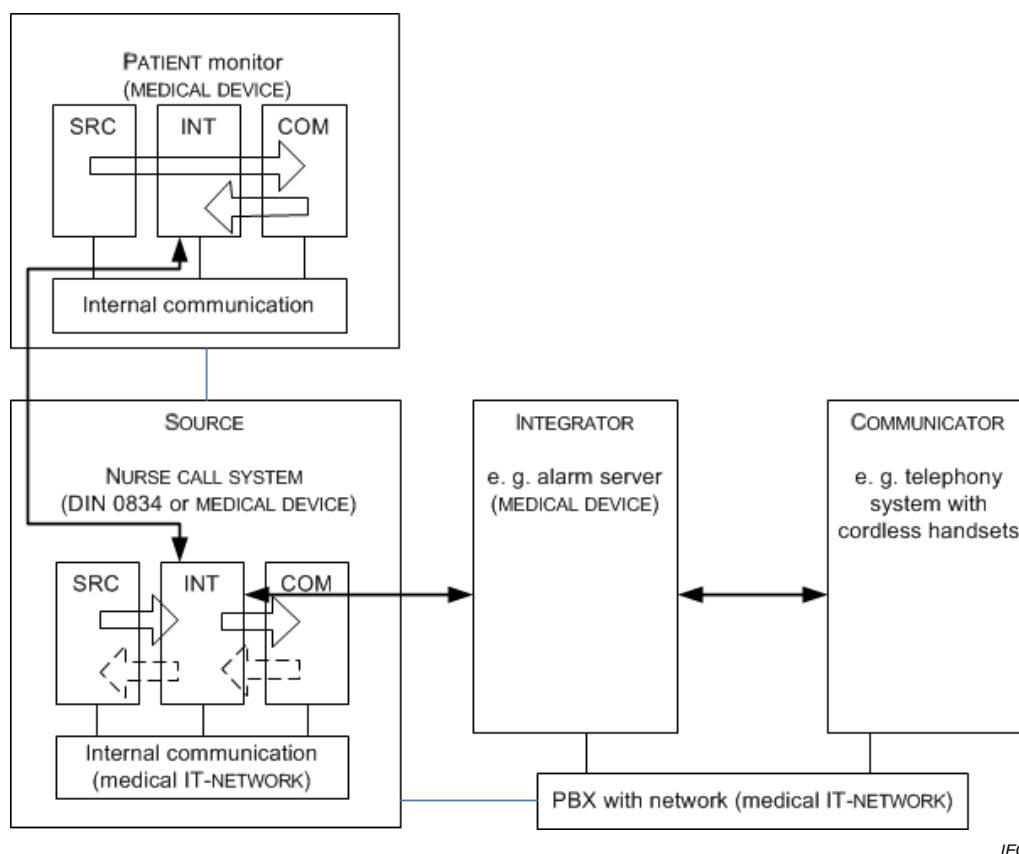 PATIENT monitor
(MEDICAL DEVICE)
SRC INT COM
Internal communication
SOURCE
NURSE CALL SYSTEM
(DIN 0834 or MEDICAL DEVICE)
SRC INT COM
Internal communication
(medical IT-NETWORK)
INTEGRATOR
e. g. alarm server
(MEDICAL DEVICE)
COMMUNICATOR
e. g. telephony
system with
cordless handsets
PBX with network (medical IT-NETWORK)